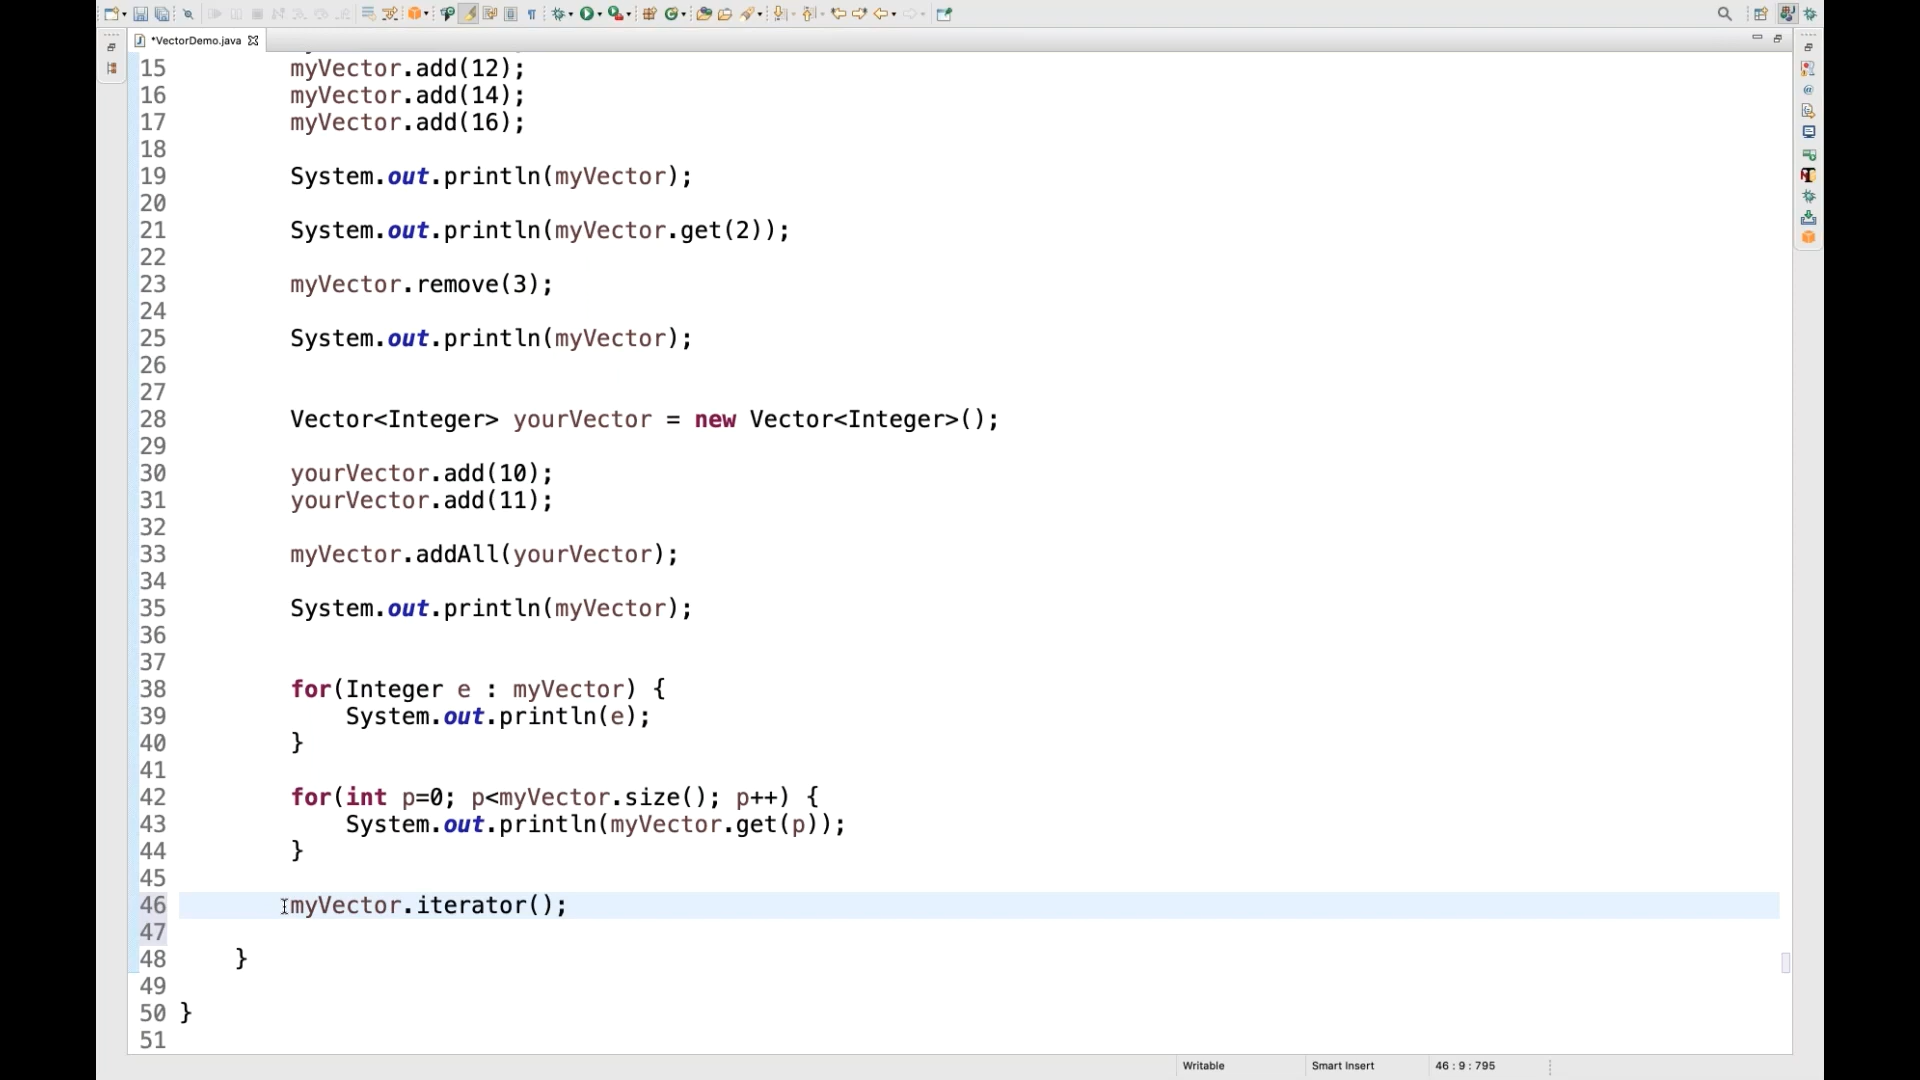 *VectorDemo.java
15 myVector.add(12);
16 myVector.add(14);
17 myVector.add(16);
18
19 System.out.println(myVector);
20
21 System.out.println(myVector.get(2));
22
23 myVector.remove(3);
24
25 System.out.println(myVector);
26
27
28 Vector<Integer> yourVector = new Vector<Integer>();
29
30 yourVector.add(10);
31 yourVector.add(11);
32
33 myVector.addAll(yourVector);
34
35 System.out.println(myVector);
36
37
38 for(Integer e : myVector) {
39 System.out.println(e);
40 }
41
42 for(int p=0; p<myVector.size(); p++) {
43 System.out.println(myVector.get(p));
44 }
45
46 myVector.iterator();
47
48 }
49
50 }
51
Writable Smart Insert 46 : 9 : 795